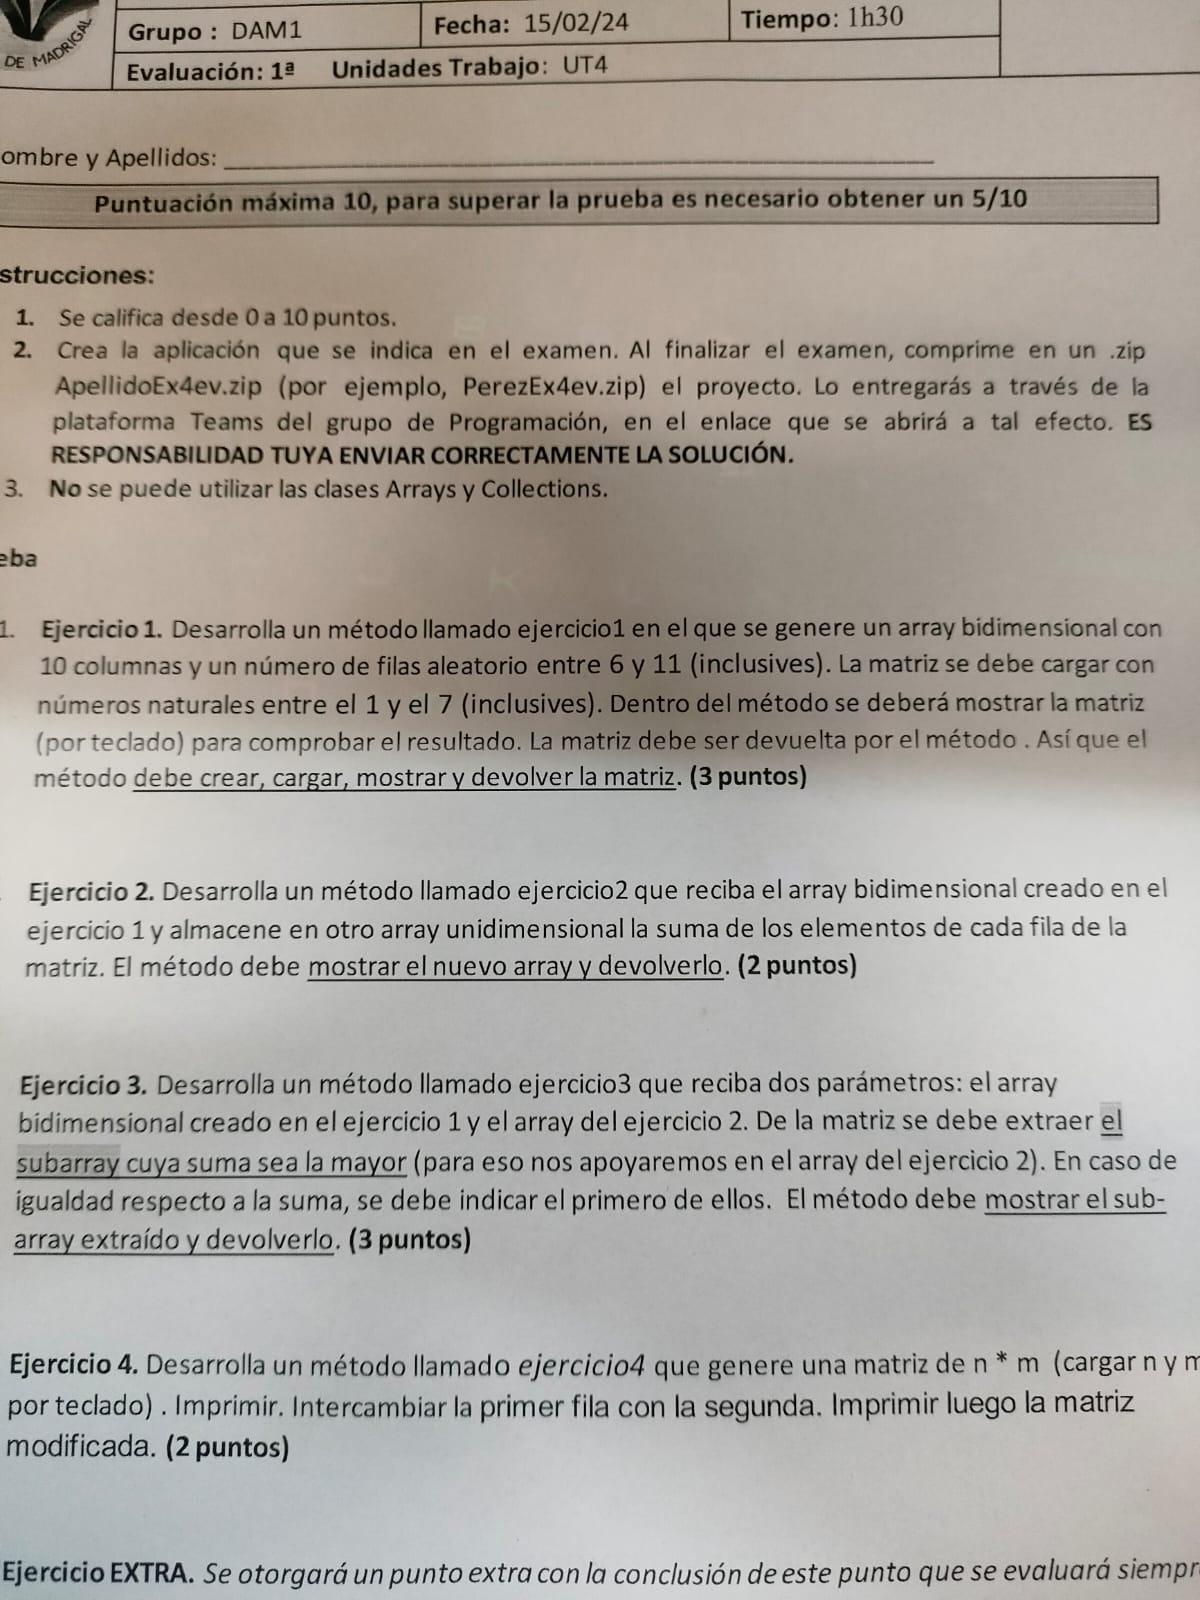 DE MADRIGAL
Grupo : DAM1 Fecha: 15/02/24 Tiempo: 1h30
Evaluación: 1ª Unidades Trabajo: UT4
ombre y Apellidos:
Puntuación máxima 10, para superar la prueba es necesario obtener un 5/10
strucciones:
1. Se califica desde 0 a 10 puntos.
2. Crea la aplicación que se indica en el examen. Al finalizar el examen, comprime en un .zip
ApellidoEx4ev.zip (por ejemplo, PerezEx4ev.zip) el proyecto. Lo entregarás a través de la
plataforma Teams del grupo de Programación, en el enlace que se abrirá a tal efecto. ES
RESPONSABILIDAD TUYA ENVIAR CORRECTAMENTE LA SOLUCIÓN.
3. No se puede utilizar las clases Arrays y Collections.
eba
1. Ejercicio 1. Desarrolla un método llamado ejercicio1 en el que se genere un array bidimensional con
10 columnas y un número de filas aleatorio entre 6 y 11 (inclusives). La matriz se debe cargar con
números naturales entre el 1 y el 7 (inclusives). Dentro del método se deberá mostrar la matriz
(por teclado) para comprobar el resultado. La matriz debe ser devuelta por el método . Así que el
método debe crear, cargar, mostrar y devolver la matriz. (3 puntos)
Ejercicio 2. Desarrolla un método llamado ejercicio2 que reciba el array bidimensional creado en el
ejercicio 1 y almacene en otro array unidimensional la suma de los elementos de cada fila de la
matriz. El método debe mostrar el nuevo array y devolverlo. (2 puntos)
Ejercicio 3. Desarrolla un método llamado ejercicio3 que reciba dos parámetros: el array
bidimensional creado en el ejercicio 1 y el array del ejercicio 2. De la matriz se debe extraer el
subarray cuya suma sea la mayor (para eso nos apoyaremos en el array del ejercicio 2). En caso de
igualdad respecto a la suma, se debe indicar el primero de ellos. El método debe mostrar el sub-
array extraído y devolverlo. (3 puntos)
Ejercicio 4. Desarrolla un método llamado ejercicio4 que genere una matriz de n * m (cargar n y m
por teclado) . Imprimir. Intercambiar la primer fila con la segunda. Imprimir luego la matriz
modificada. (2 puntos)
Ejercicio EXTRA. Se otorgará un punto extra con la conclusión de este punto que se evaluará siempr